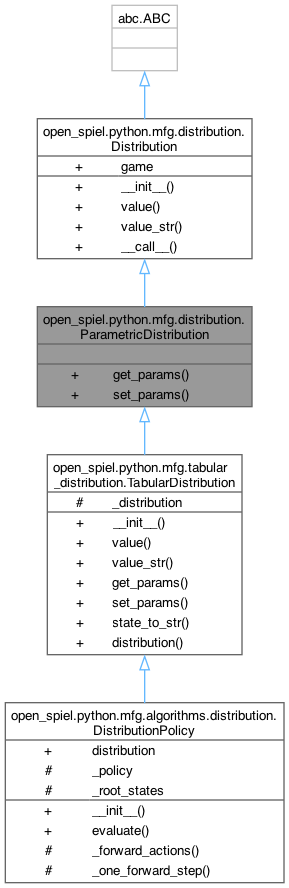 abc.ABC
open_spiel.python.mfg.distribution.
Distribution
+ game
+ __init__()
+ value()
+ value_str()
+ __call__()
open_spiel.python.mfg.distribution.
ParametricDistribution
+ get_params()
+ set_params()
open_spiel.python.mfg.tabular
_distribution.TabularDistribution
# _distribution
+ __init__()
+ value()
+ value_str()
+ get_params()
+ set_params()
+ state_to_str()
+ distribution()
open_spiel.python.mfg.algorithms.distribution.
DistributionPolicy
+ distribution
# _policy
# _root_states
+ __init__()
+ evaluate()
# _forward_actions()
# _one_forward_step()